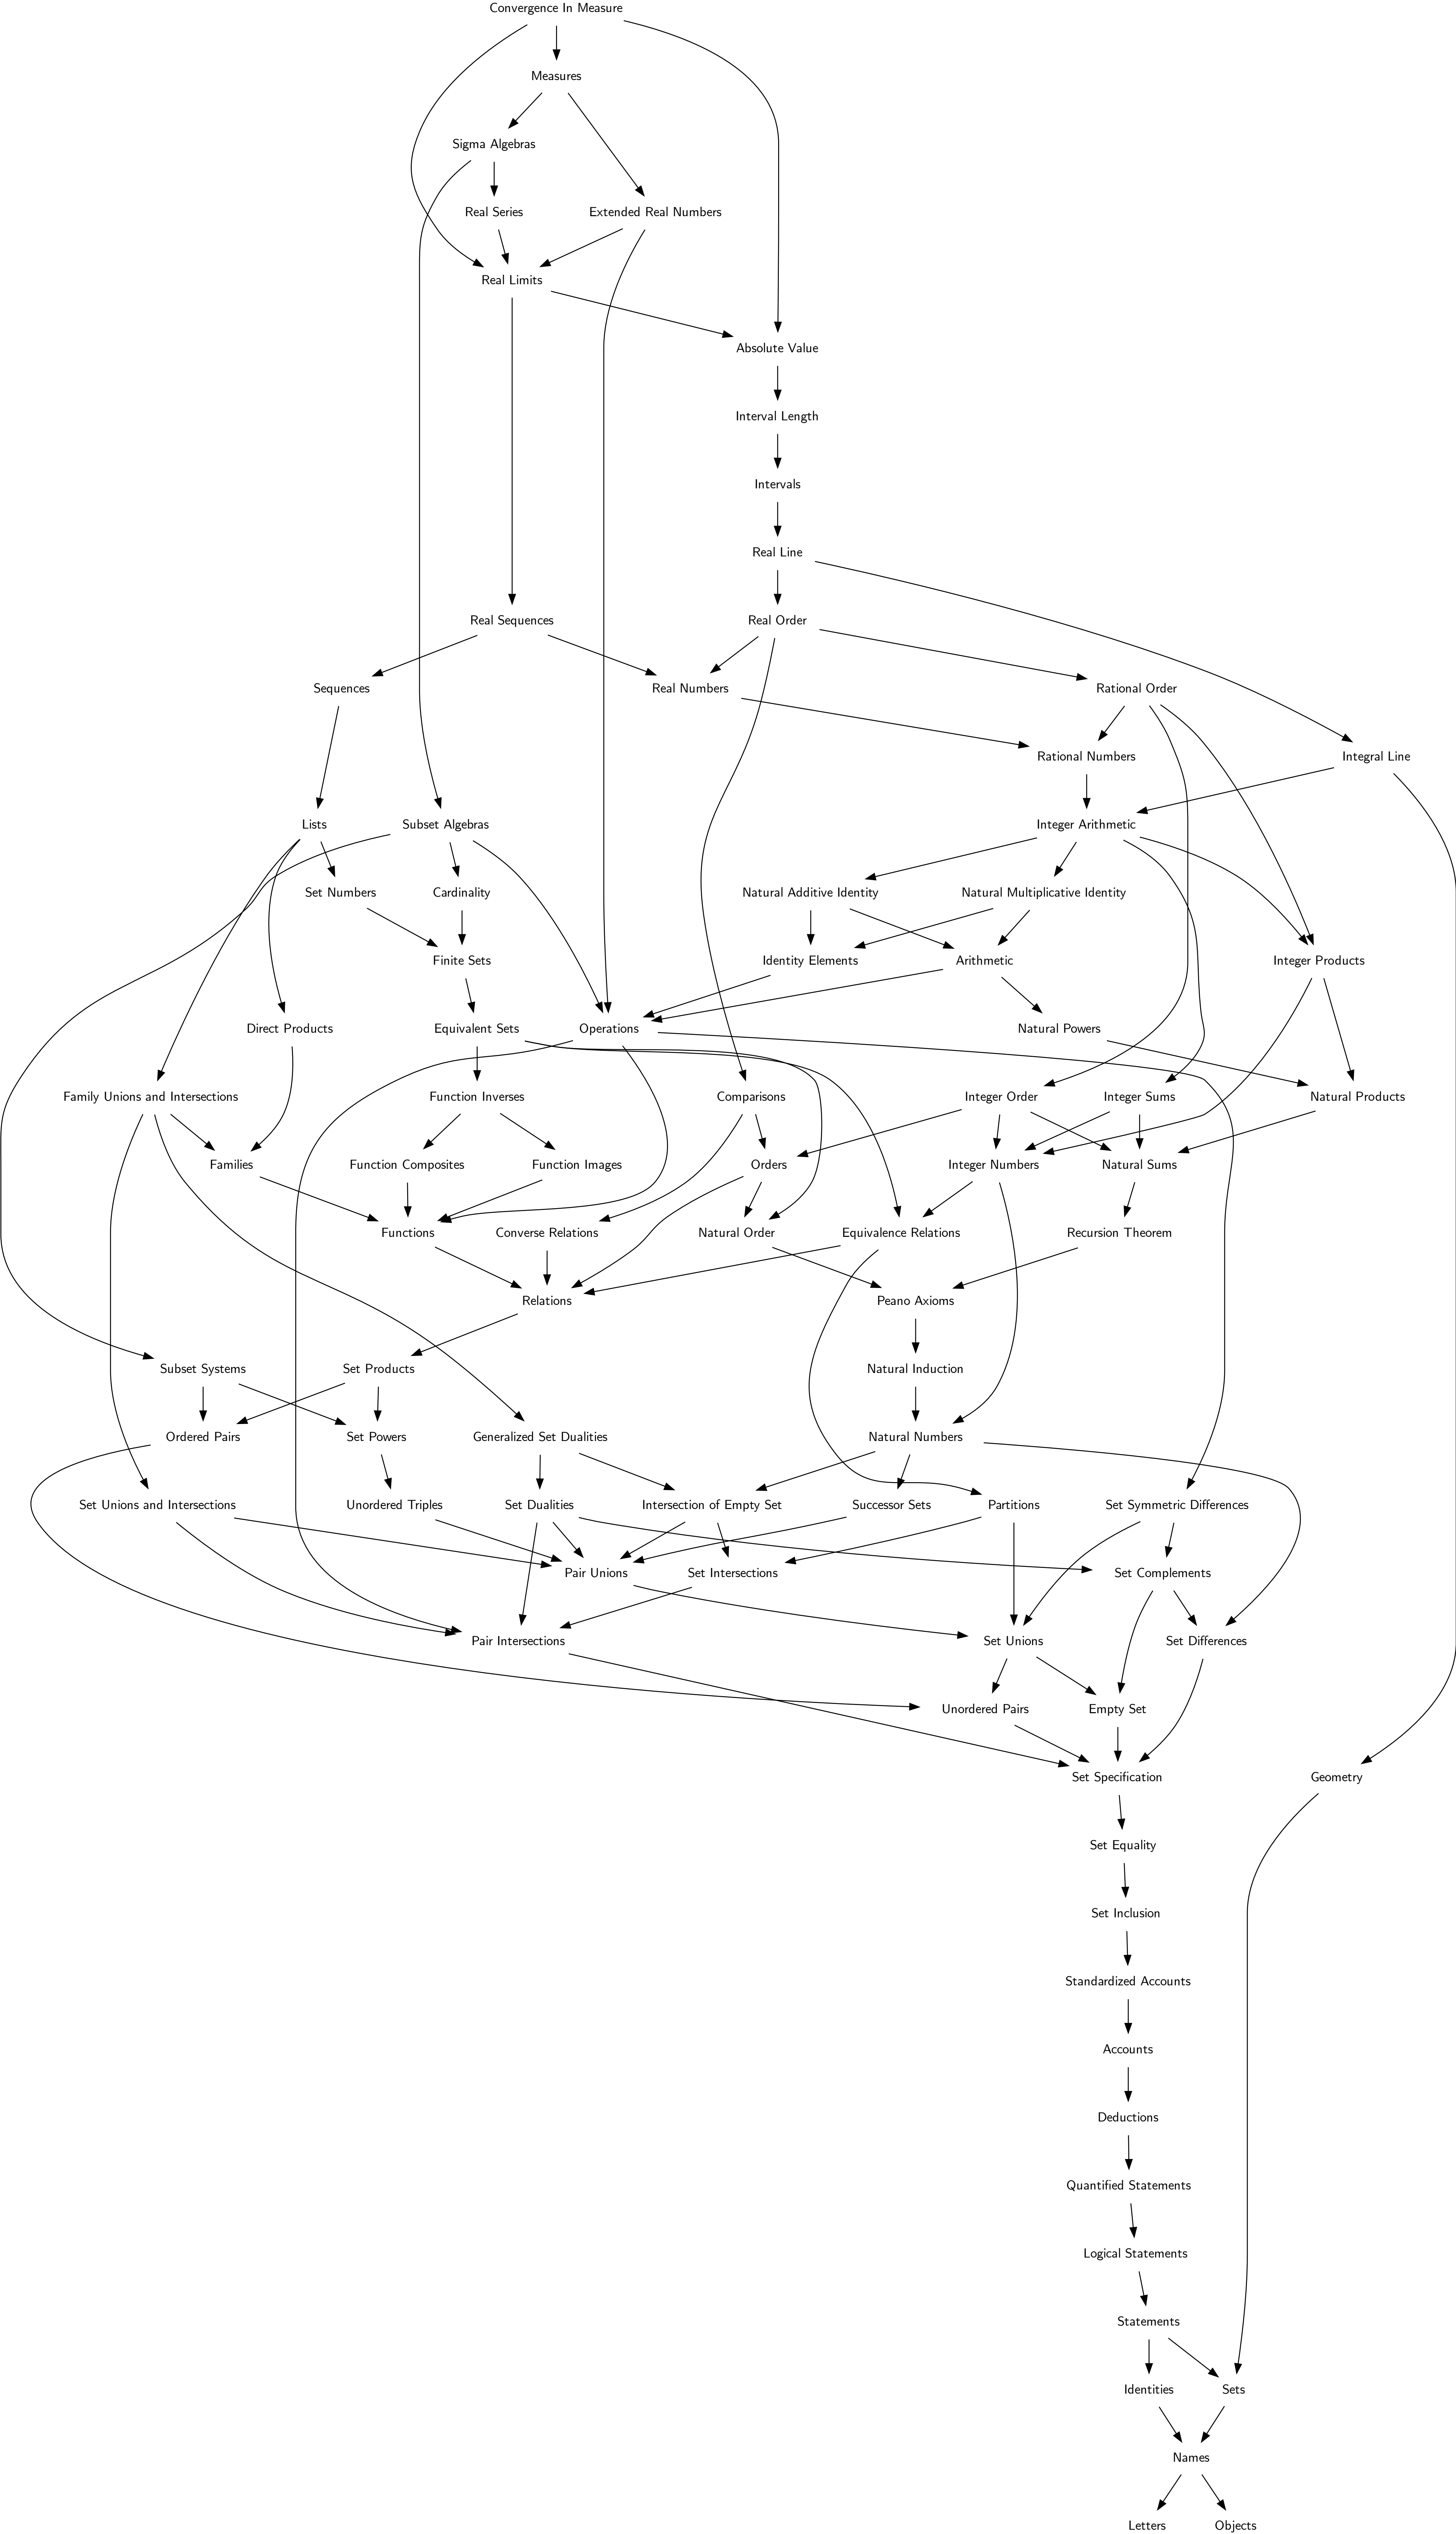 Convergence In Measure
Measures
Sigma Algebras
Real Series
Extended Real Numbers
Real Limits
Absolute Value
Interval Length
Intervals
Real Line
Real Sequences
Real Order
Sequences
Real Numbers
Rational Order
Rational Numbers
Integral Line
Lists
Subset Algebras
Integer Arithmetic
Set Numbers
Cardinality
Natural Additive Identity
Natural Multiplicative Identity
Finite Sets
Identity Elements
Arithmetic
Integer Products
Direct Products
Equivalent Sets
Operations
Natural Powers
Family Unions and Intersections
Function Inverses
Comparisons
Integer Order
Integer Sums
Natural Products
Families
Function Composites
Function Images
Orders
Integer Numbers
Natural Sums
Functions
Converse Relations
Natural Order
Equivalence Relations
Recursion Theorem
Relations
Peano Axioms
Subset Systems
Set Products
Natural Induction
Ordered Pairs
Set Powers
Generalized Set Dualities
Natural Numbers
Set Unions and Intersections
Unordered Triples
Set Dualities
Intersection of Empty Set
Successor Sets
Partitions
Set Symmetric Differences
Pair Unions
Set Intersections
Set Complements
Pair Intersections
Set Unions
Set Differences
Unordered Pairs
Empty Set
Set Specification
Geometry
Set Equality
Set Inclusion
Standardized Accounts
Accounts
Deductions
Quantified Statements
Logical Statements
Statements
Identities
Sets
Names
Letters
Objects